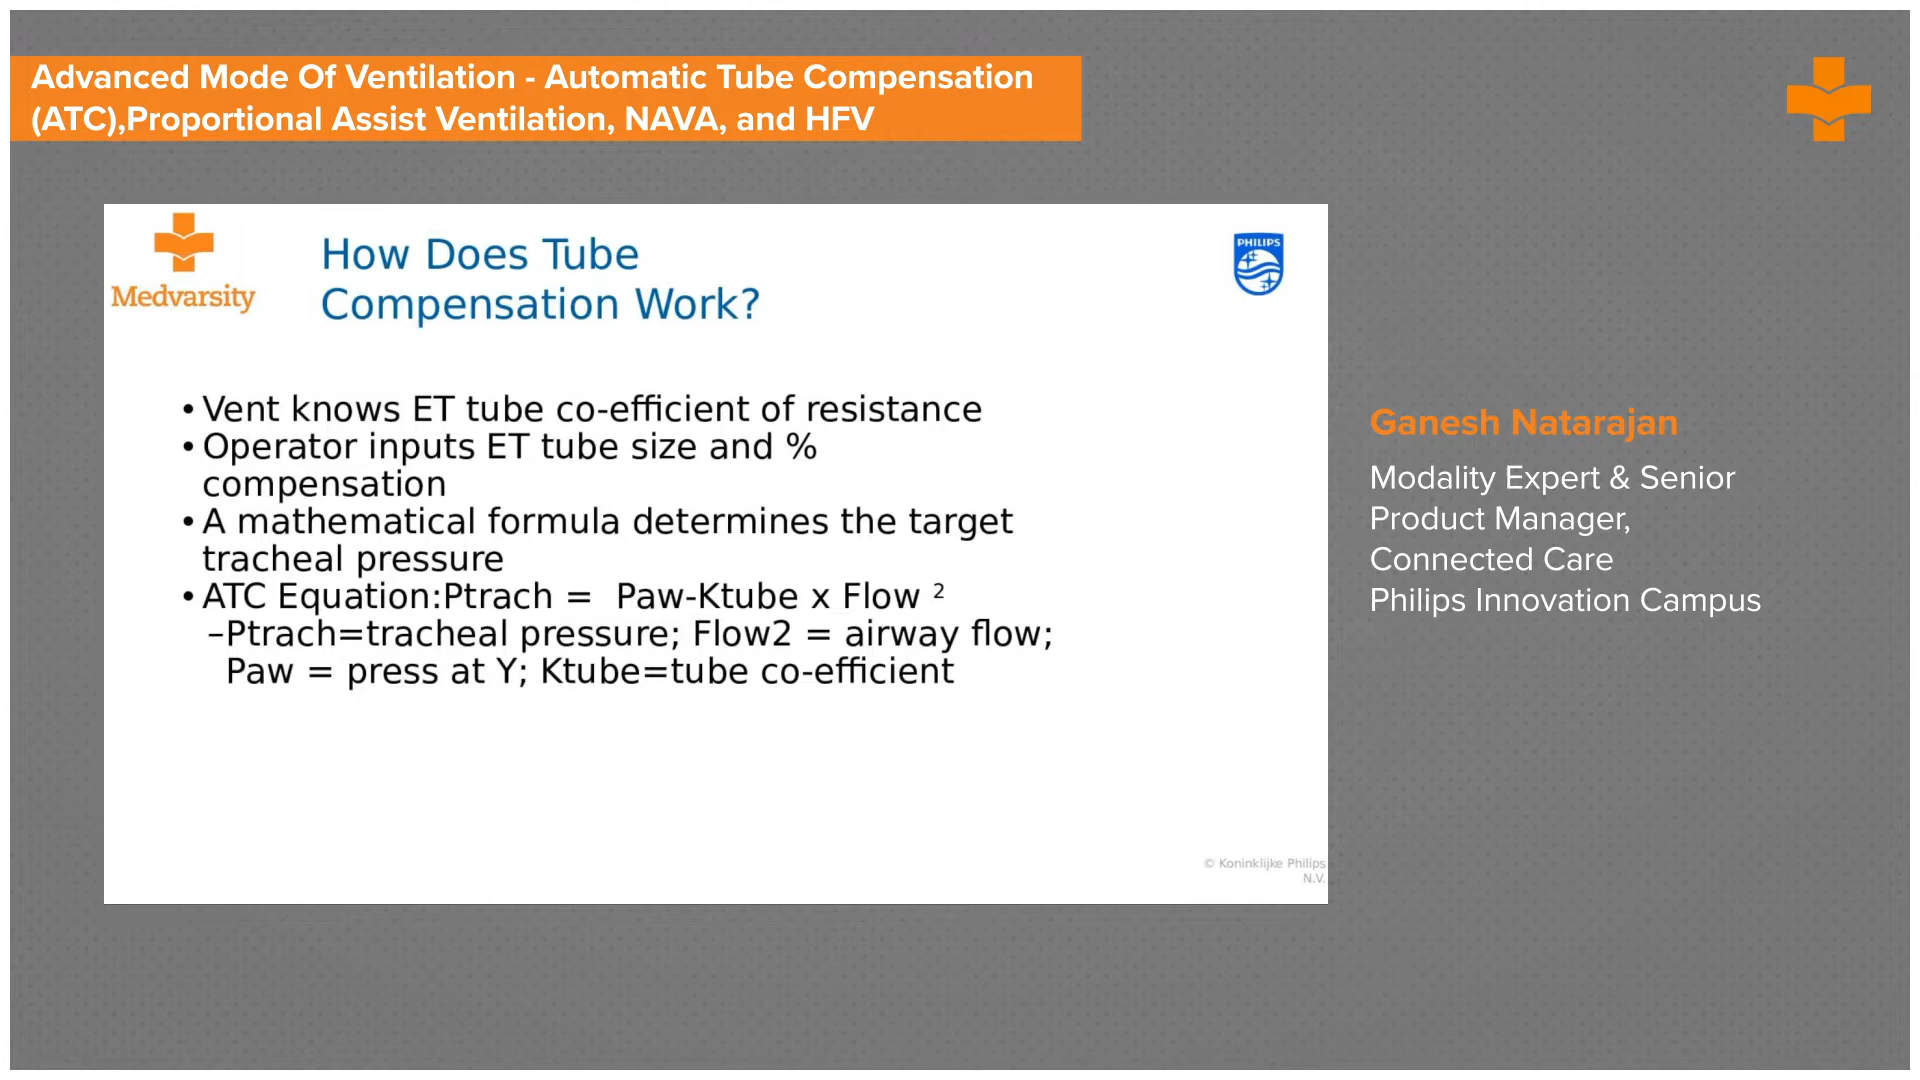 Advanced Mode Of Ventilation - Automatic Tube Compensation
(ATC),Proportional Assist Ventilation, NAVA, and HFV
Medvarsity
How Does Tube
Compensation Work?
PHILIPS
• Vent knows ET tube co-efficient of resistance
• Operator inputs ET tube size and %
compensation
• A mathematical formula determines the target
tracheal pressure
• ATC Equation:Ptrach = Paw-Ktube x Flow ²
–Ptrach=tracheal pressure; Flow2 = airway flow;
Paw = press at Y; Ktube=tube co-efficient
© Koninklijke Philips
N.V.
Ganesh Natarajan
Modality Expert & Senior
Product Manager,
Connected Care
Philips Innovation Campus